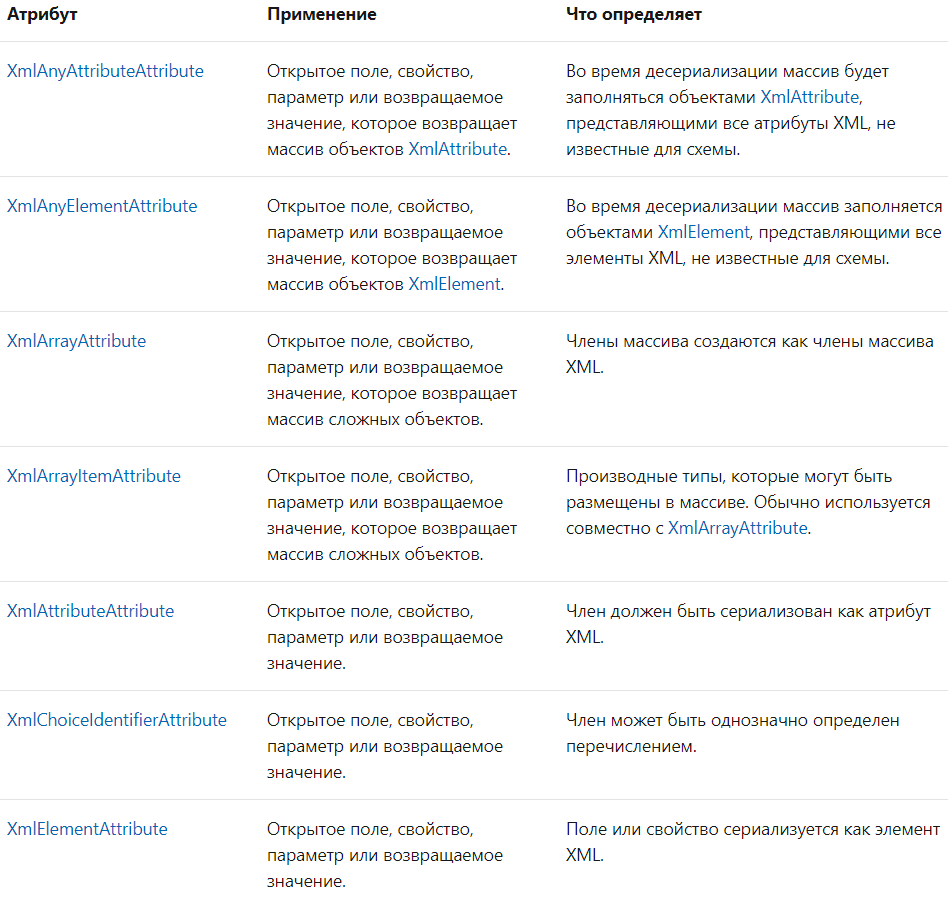 Атрибут Применение Что определяет
XmlAnyAttributeAttribute
Открытое поле, свойство,
параметр или возвращаемое
значение, которое возвращает
массив объектов XmlAttribute.
Во время десериализации массив будет
заполняться объектами XmlAttribute,
представляющими все атрибуты XML, не
известные для схемы.
XmlAnyElementAttribute
Открытое поле, свойство,
параметр или возвращаемое
значение, которое возвращает
массив объектов XmlElement.
Во время десериализации массив заполняется
объектами XmlElement, представляющими все
элементы XML, не известные для схемы.
XmlArrayAttribute
Открытое поле, свойство,
параметр или возвращаемое
значение, которое возвращает
массив сложных объектов.
Члены массива создаются как члены массива
XML.
XmlArrayItemAttribute
Открытое поле, свойство,
параметр или возвращаемое
значение, которое возвращает
массив сложных объектов.
Производные типы, которые могут быть
размещены в массиве. Обычно используется
совместно с XmlArrayAttribute.
XmlAttributeAttribute
Открытое поле, свойство,
параметр или возвращаемое
значение.
Член должен быть сериализован как атрибут
XML.
XmlChoiceIdentifierAttribute
Открытое поле, свойство,
параметр или возвращаемое
значение.
Член может быть однозначно определен
перечислением.
XmlElementAttribute
Открытое поле, свойство,
параметр или возвращаемое
значение.
Поле или свойство сериализуется как элемент
XML.